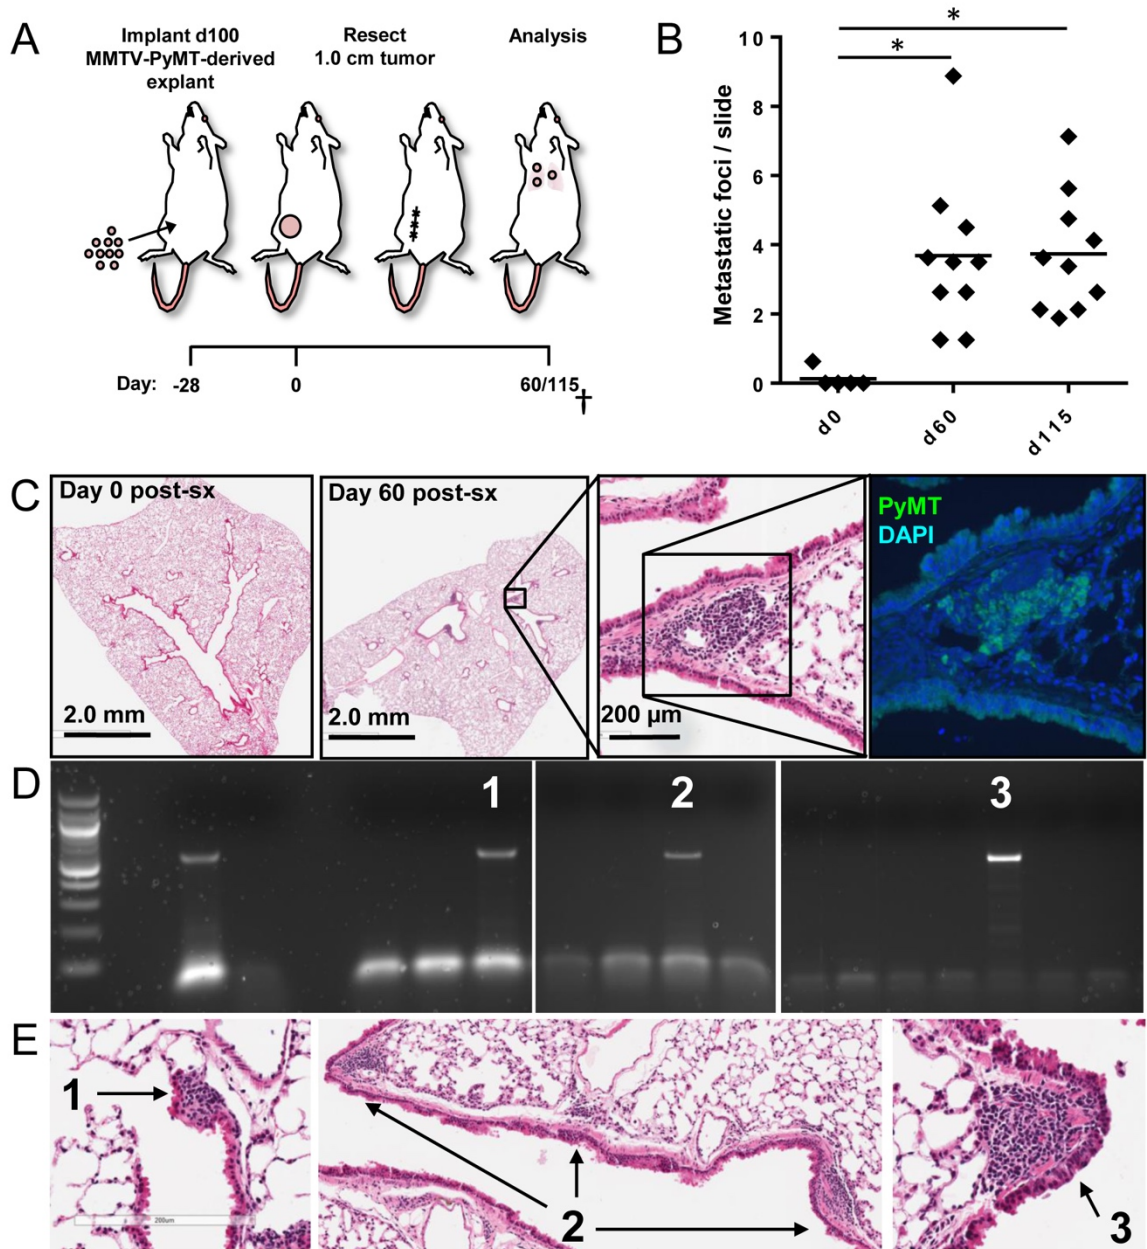 A
Implant d100
MMTV-PyMT-derived
explant
Resect
1.0 cm tumor
Analysis
Day: -28 0 60/115 †
B
Metastatic foci / slide
10
8
6
4
2
0
*
*
d0
d60
d115
C
Day 0 post-sx
2.0 mm
Day 60 post-sx
2.0 mm
200 μm
PyMT
DAPI
D
1
2
3
E
1
200um
2
3